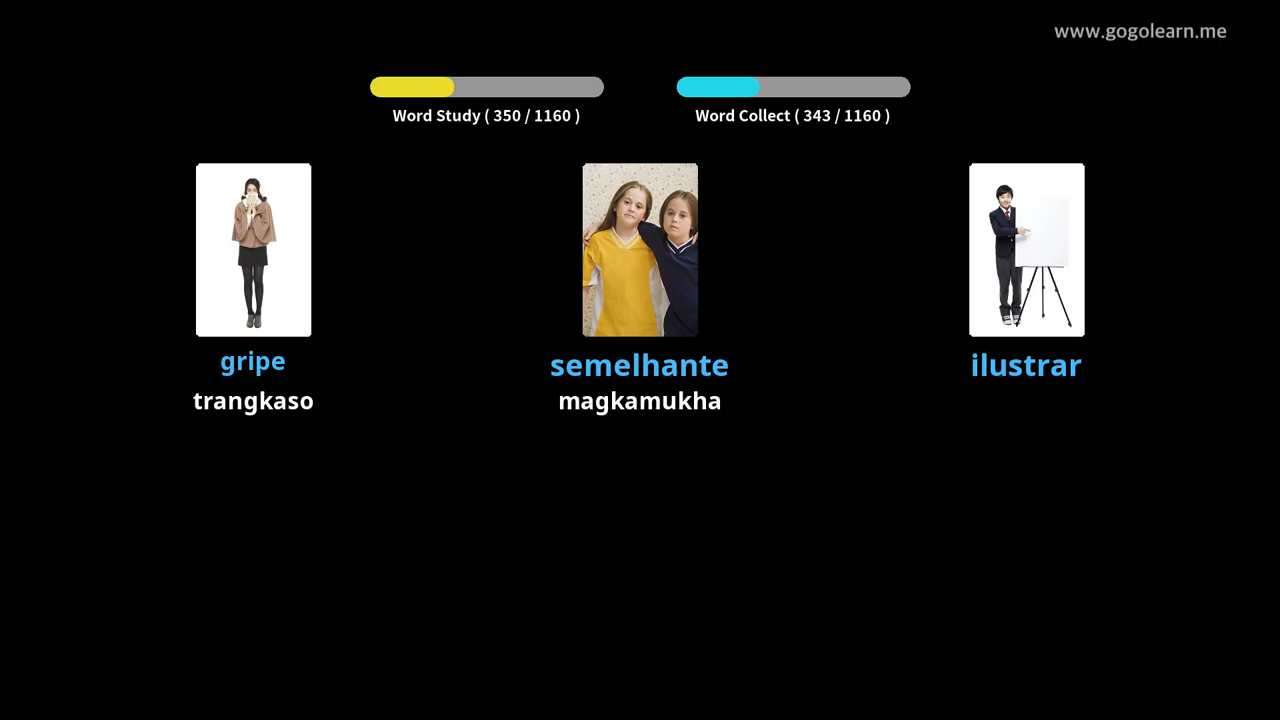 www.gogolearn.me
Word Study ( 350 / 1160 )
Word Collect ( 343 / 1160 )
gripe
trangkaso
semelhante
magkamukha
ilustrar